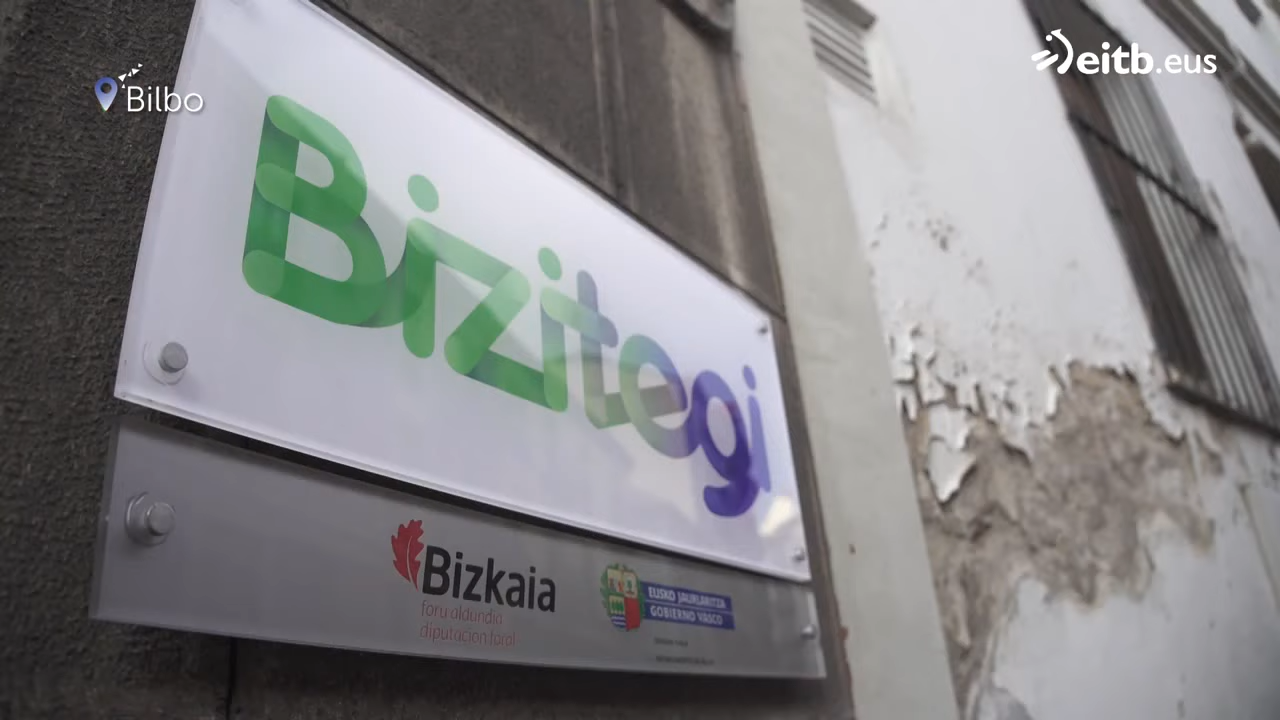 Bilbo
eitb.eus
Bizitegi
Bizkaia
foru aldundia
diputación foral
EUSKO JAURLARITZA
GOBIERNO VASCO